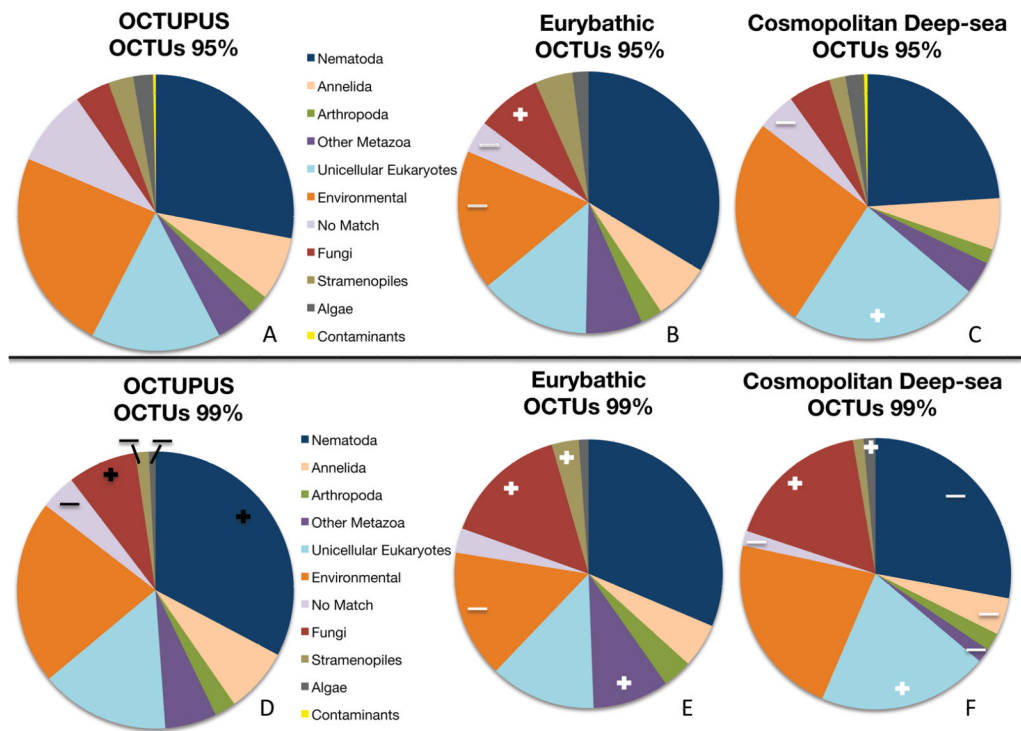 OCTUPUS
OCTUs 95%
Eurybathic
OCTUs 95%
Cosmopolitan Deep-sea
OCTUs 95%
Nematoda
Annelida
Arthropoda
Other Metazoa
Unicellular Eukaryotes
Environmental
No Match
Fungi
Stramenopiles
Algae
Contaminants
A
B
C
OCTUPUS
OCTUs 99%
Eurybathic
OCTUs 99%
Cosmopolitan Deep-sea
OCTUs 99%
Nematoda
Annelida
Arthropoda
Other Metazoa
Unicellular Eukaryotes
Environmental
No Match
Fungi
Stramenopiles
Algae
Contaminants
D
E
F